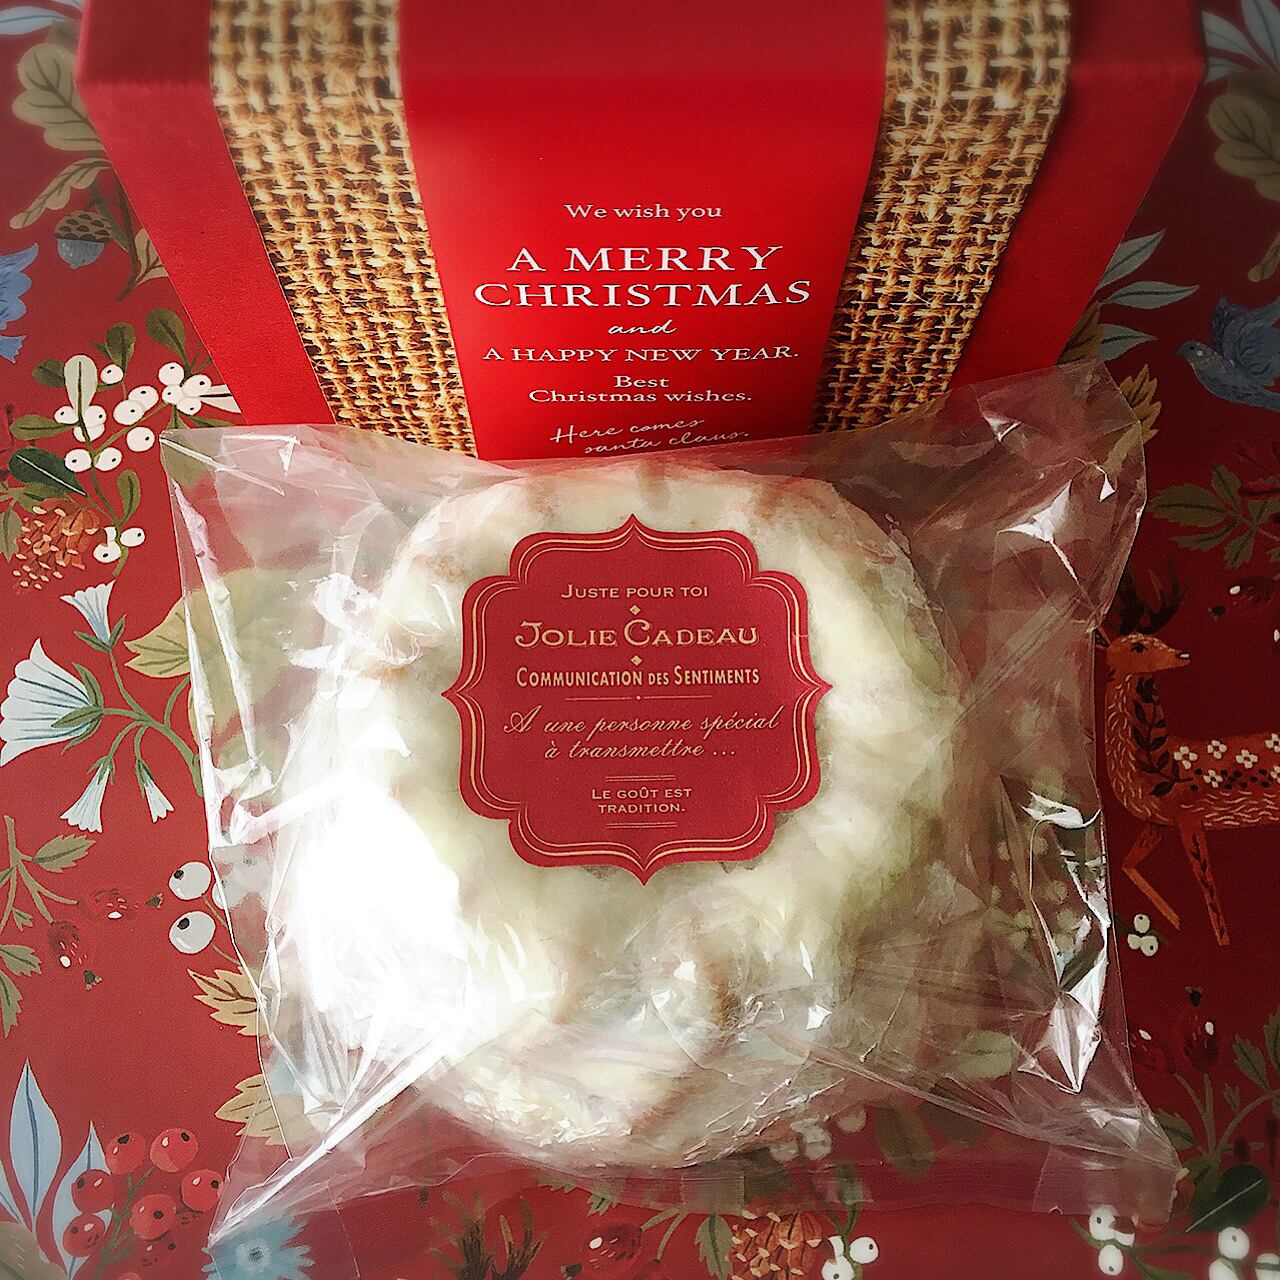 We wish you
A MERRY
CHRISTMAS
and
A HAPPY NEW YEAR.
Best
Christmas wishes.
Here comes
santa claus.
JUSTE POUR TOI
JOLIE CADEAU
COMMUNICATION DES SENTIMENTS
A une personne spécial
à transmettre ...
LE GOÛT EST
TRADITION.